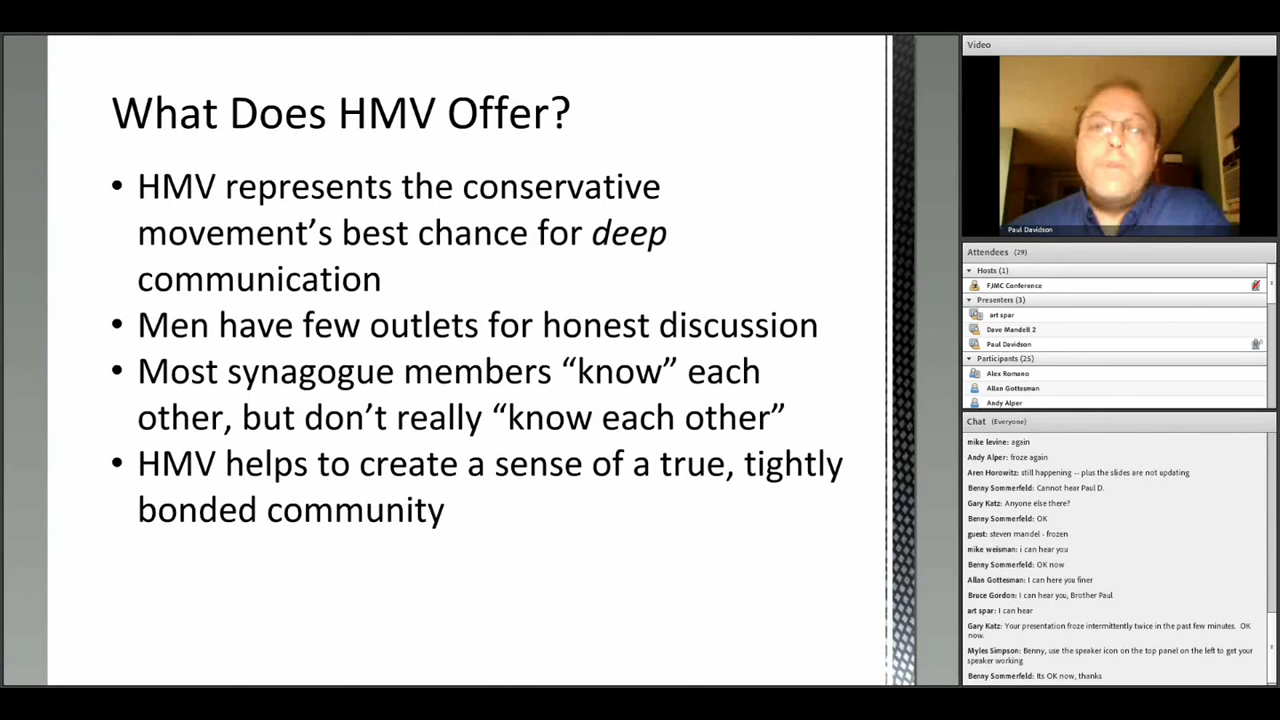 What Does HMV Offer?
• HMV represents the conservative
movement’s best chance for deep
communication
• Men have few outlets for honest discussion
• Most synagogue members “know” each
other, but don’t really “know each other”
• HMV helps to create a sense of a true, tightly
bonded community
Video
Paul Davidson
Attendees (29)
Hosts (1)
FJMC Conference
Presenters (3)
art spar
Dave Mandell 2
Paul Davidson
Participants (25)
Alex Romano
Allan Gottesman
Andy Alper
Chat (Everyone)
mike levine: again
Andy Alper: froze again
Aren Horowitz: still happening -- plus the slides are not updating
Benny Sommerfeld: Cannot hear Paul D.
Gary Katz: Anyone else there?
Benny Sommerfeld: OK
guest: steven mandel - frozen
mike weisman: i can hear you
Benny Sommerfeld: OK now
Allan Gottesman: I can here you finer
Bruce Gordon: I can hear you, Brother Paul
art spar: I can hear
Gary Katz: Your presentation froze intermittently twice in the past few minutes. OK
now.
Myles Simpson: Benny, use the speaker icon on the top panel on the left to get your
speaker working
Benny Sommerfeld: Its OK now, thanks